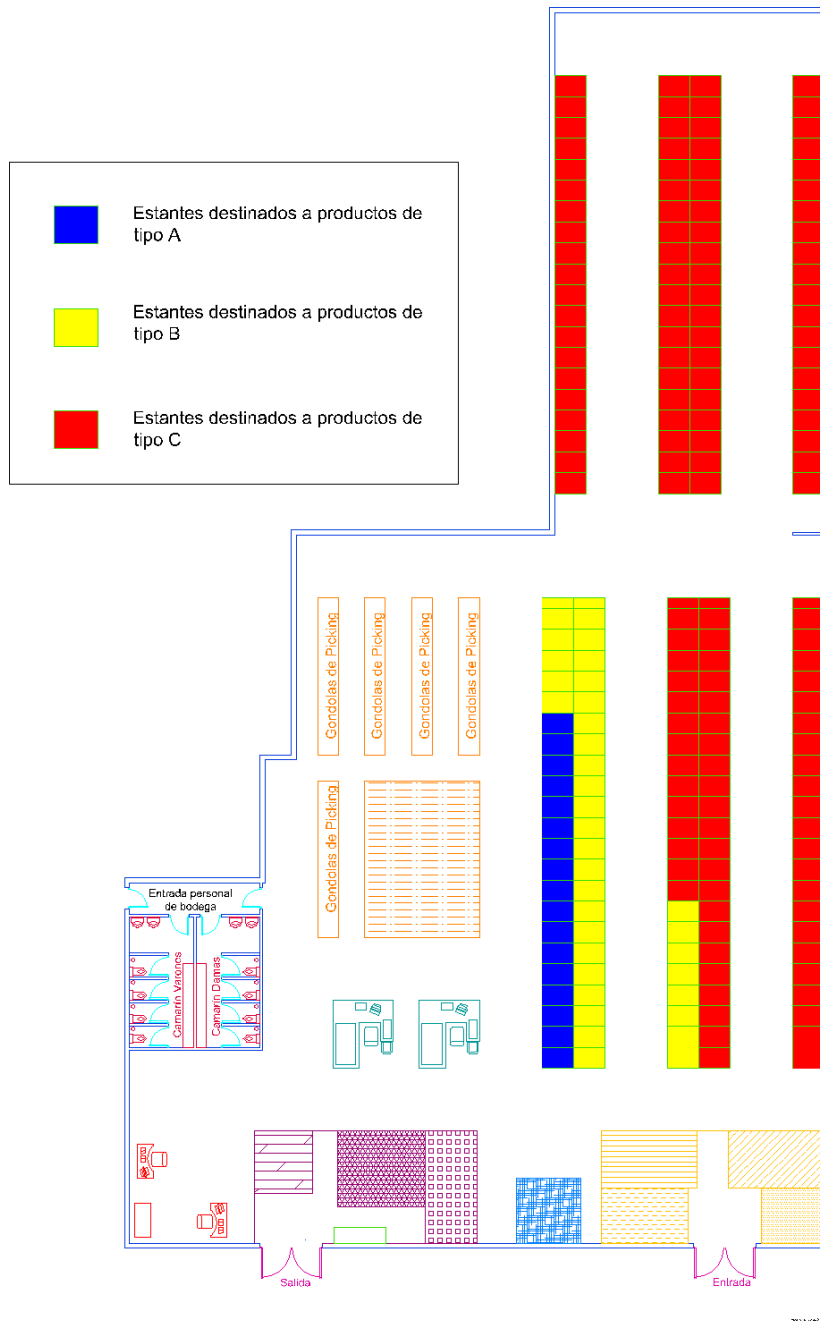 Estantes destinados a productos de
tipo A
Estantes destinados a productos de
tipo B
Estantes destinados a productos de
tipo C
Gondolas de Picking
Gondolas de Picking
Gondolas de Picking
Gondolas de Picking
Gondolas de Picking
Entrada personal
de bodega
Camarín Varones
Camarín Damas
Salida
Entrada